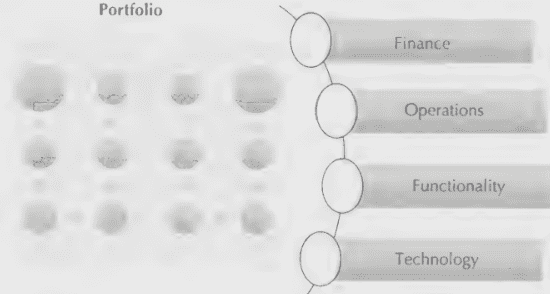 Portfolio
Finance
Operations
Functionality
Technology